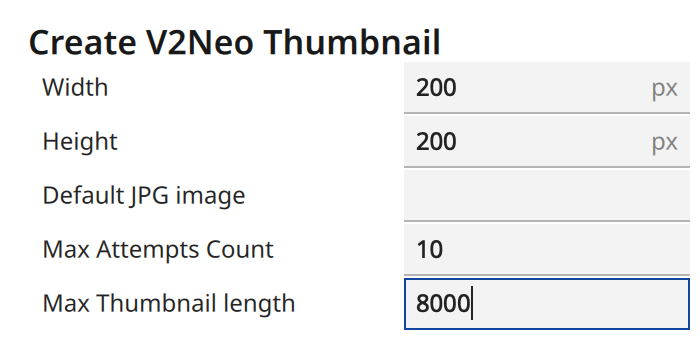 Create V2Neo Thumbnail
Width 200 px
Height 200 px
Default JPG image
Max Attempts Count 10
Max Thumbnail length 8000